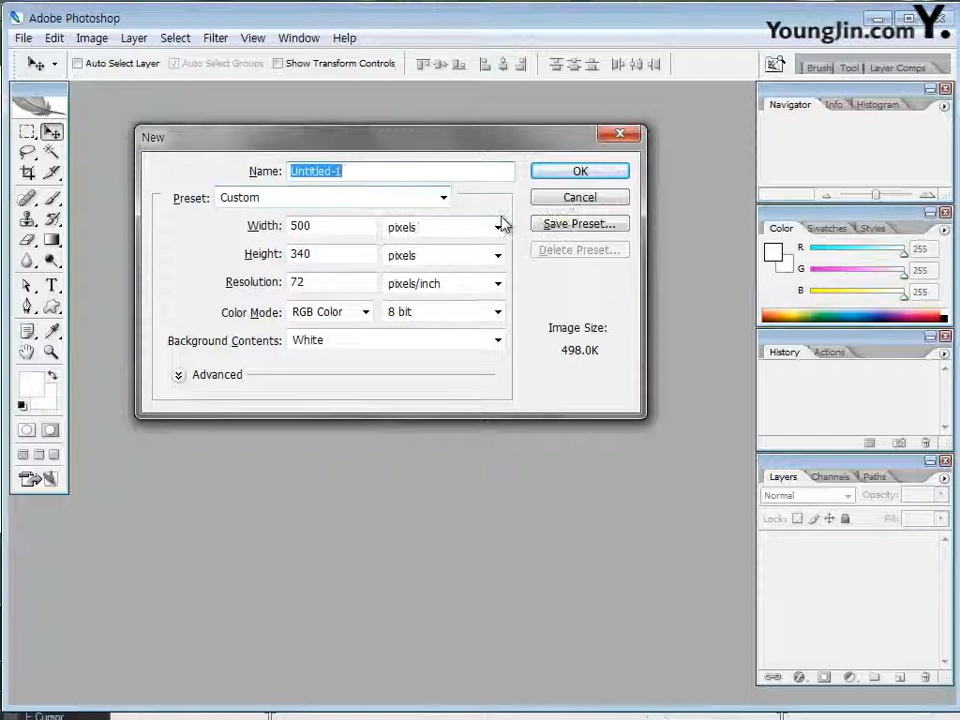 Adobe Photoshop
YoungJin.com Y.
File Edit Image Layer Select Filter View Window Help
Auto Select Layer Auto Select Groups Show Transform Controls
Brush Tool Layer Comps
Navigator Info Histogram
New
Name: Untitled-1 OK
Preset: Custom Cancel
Width: 500 pixels Save Preset...
Height: 340 pixels Delete Preset...
Resolution: 72 pixels/inch
Color Mode: RGB Color 8 bit
Background Contents: White
Advanced
Image Size:
498.0K
Color Swatches Styles
R 255
G 255
B 255
History Actions
Layers Channels Paths
Normal Opacity:
Lock: Fill: